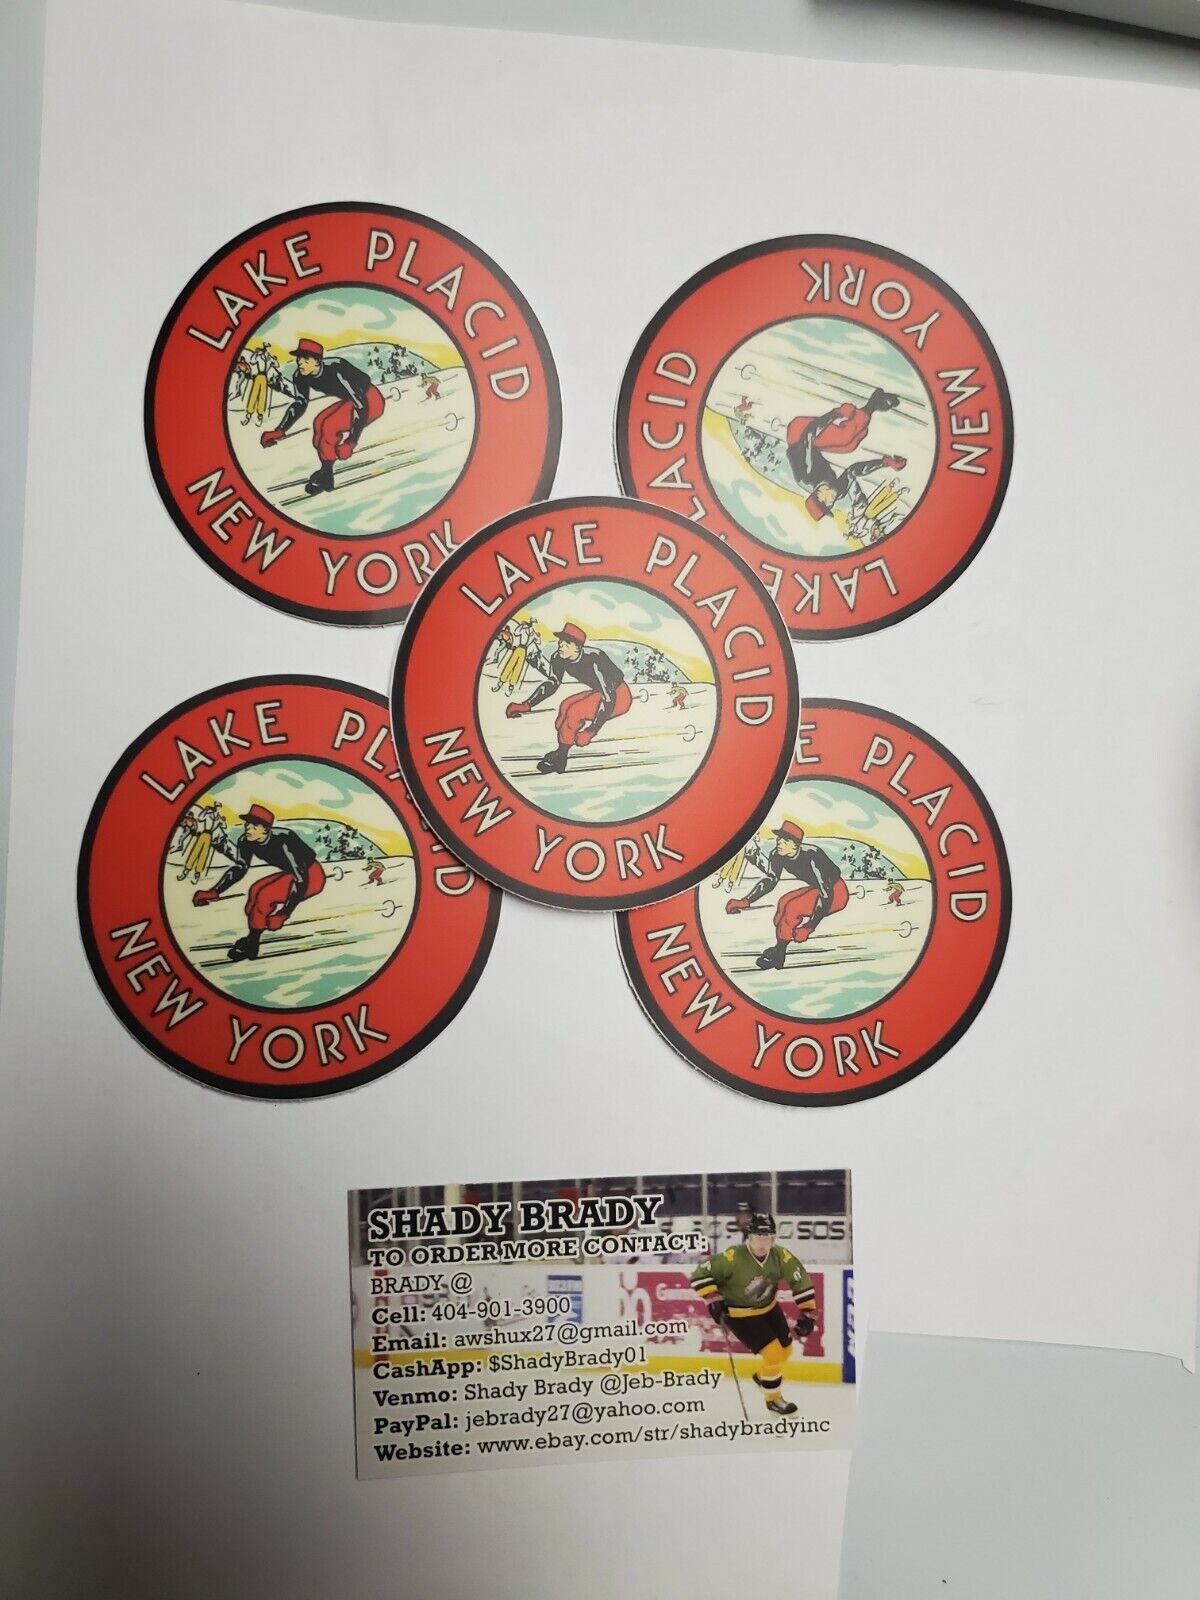 LAKE PLACID
NEW YORK
LAKE PLACID
NEW YORK
LAKE PLACID
NEW YORK
LAKE PLACID
NEW YORK
E PLACID
NEW YORK
SHADY BRADY
TO ORDER MORE CONTACT:
BRADY @
Cell: 404-901-3900
Email: awshux27@gmail.com
CashApp: $ShadyBrady01
Venmo: Shady Brady @Jeb-Brady
PayPal: jebrady27@yahoo.com
Website: www.ebay.com/str/shadybradyinc
SOS